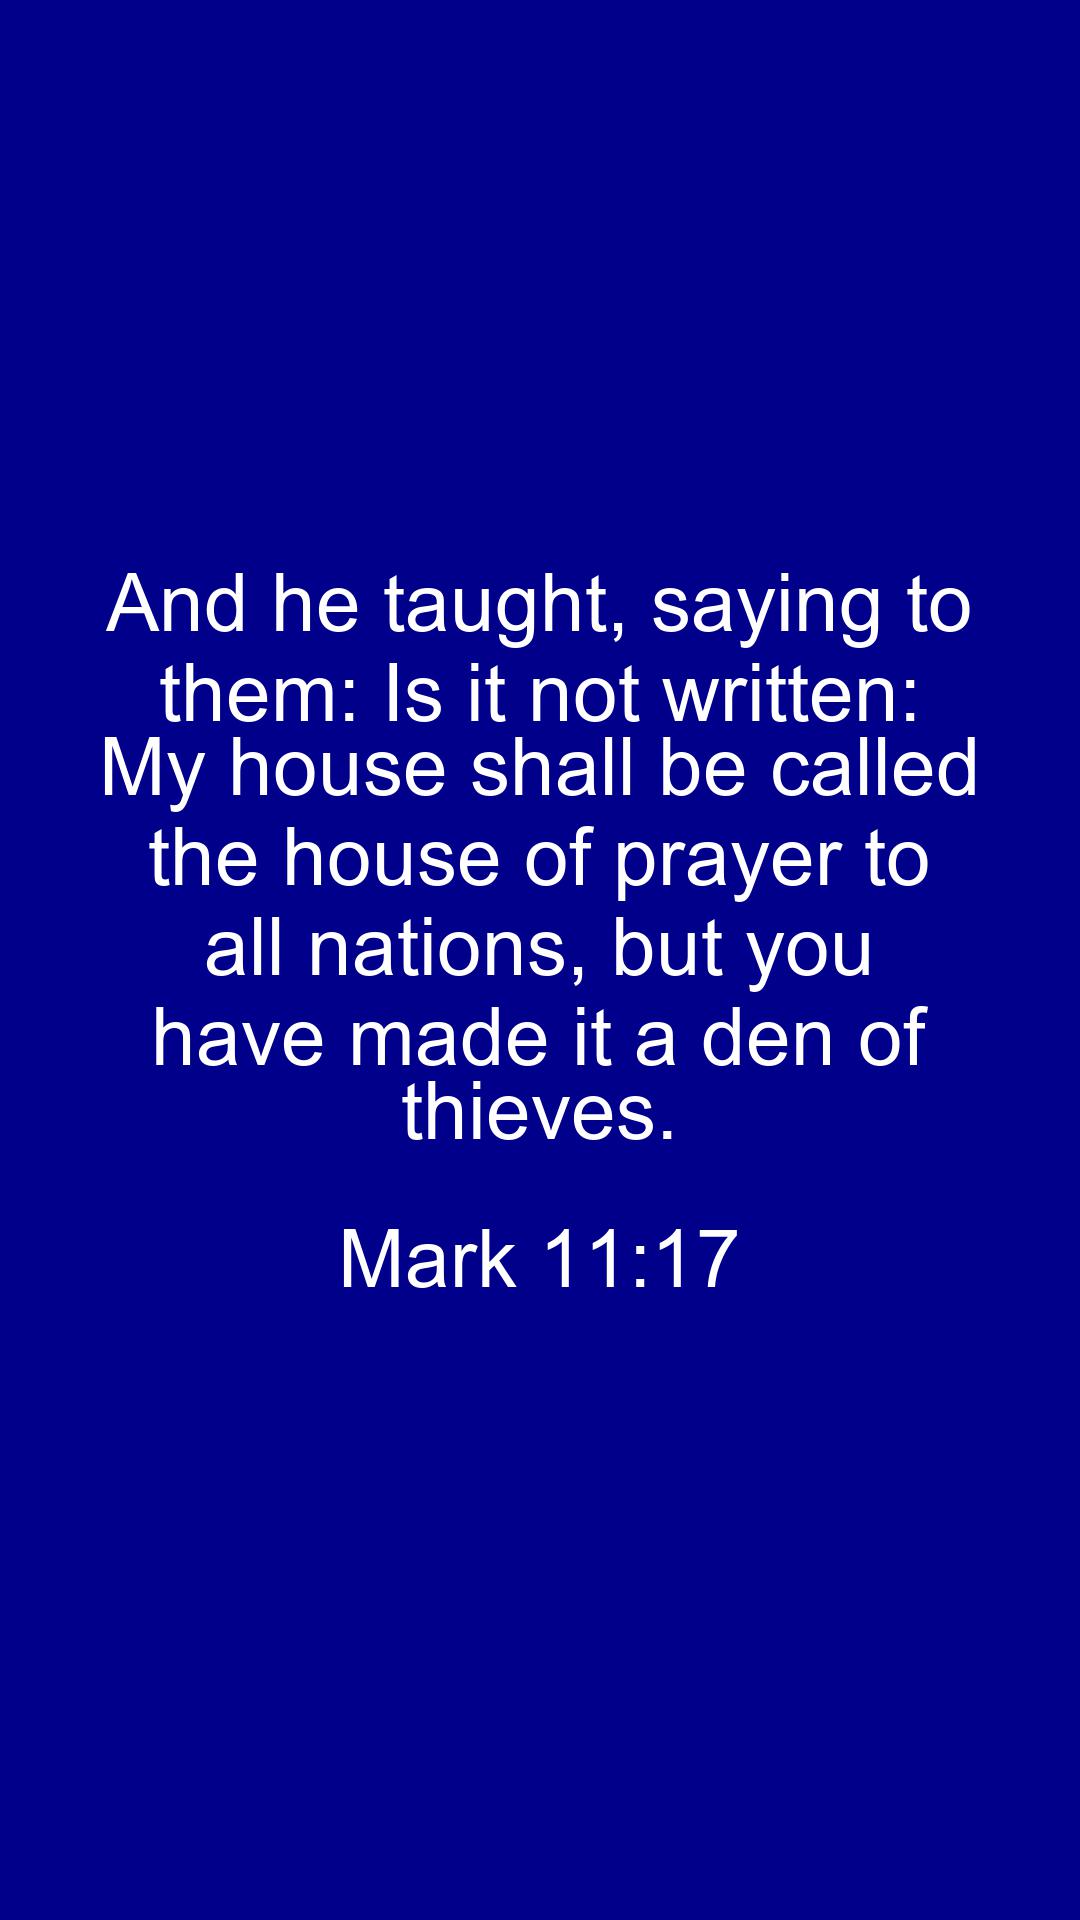 And he taught, saying to
them: Is it not written:
My house shall be called
the house of prayer to
all nations, but you
have made it a den of
thieves.
Mark 11:17